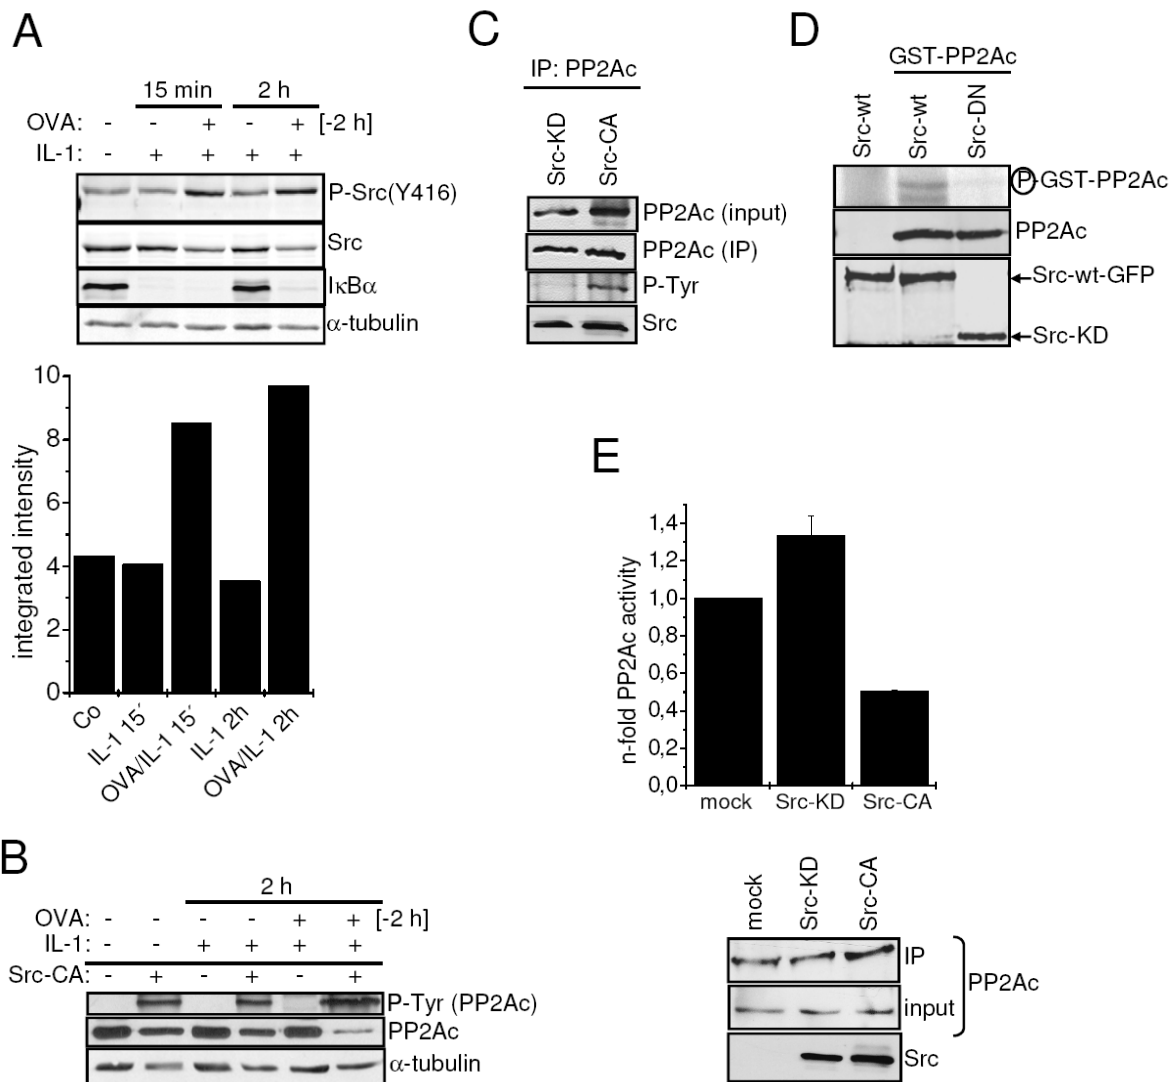 A
15 min 2 h
OVA: - - + - + [-2 h]
IL-1: - + + + +
P-Src(Y416)
Src
IκBα
α-tubulin
integrated intensity
10
8
6
4
2
0
Co
IL-1 15´
OVA/IL-1 15´
IL-1 2h
OVA/IL-1 2h
B
2 h
OVA: - - - - + + [-2 h]
IL-1: - - + + + +
Src-CA: - + - + - +
P-Tyr (PP2Ac)
PP2Ac
α-tubulin
C
IP: PP2Ac
Src-KD
Src-CA
PP2Ac (input)
PP2Ac (IP)
P-Tyr
Src
D
GST-PP2Ac
Src-wt
Src-wt
Src-DN
P-GST-PP2Ac
PP2Ac
Src-wt-GFP
Src-KD
E
n-fold PP2Ac activity
1,4
1,2
1,0
0,8
0,6
0,4
0,2
0,0
mock Src-KD Src-CA
mock
Src-KD
Src-CA
IP
input
PP2Ac
Src